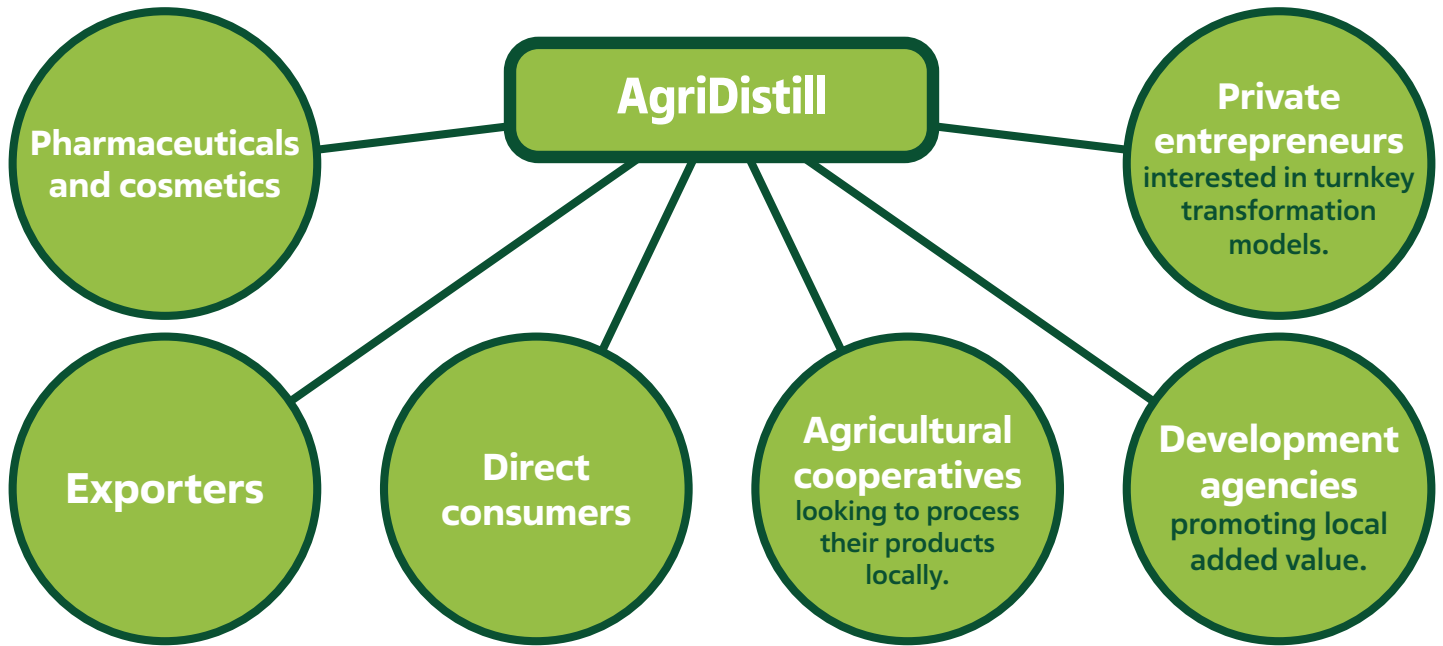 AgriDistill
Pharmaceuticals
and cosmetics
Private
entrepreneurs
interested in turnkey
transformation
models.
Exporters
Direct
consumers
Agricultural
cooperatives
looking to process
their products
locally.
Development
agencies
promoting local
added value.